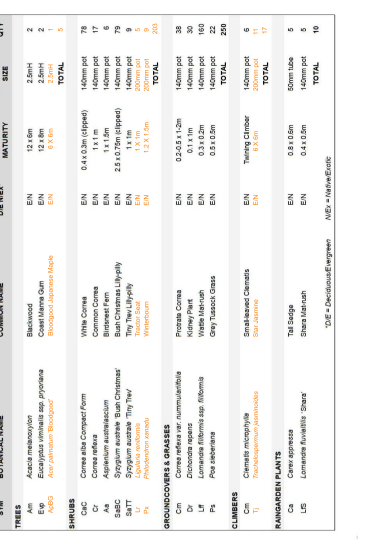 SYM BOTANICAL NAME COMMON NAME D/E N/Ex MATURITY SIZE QTY
TREES
Am Acacia melanoxylon Blackwood E/N 12 x 6m 2.5mH 2
Evp Eucalyptus viminalis ssp. pryoriana Coast Manna Gum E/N 12 x 8m 2.5mH 2
ApBG Acer palmatum 'Bloodgood' Bloodgood Japanese Maple E/N 6 X 6m 2.5mH 1
TOTAL 5
SHRUBS
CaC Correa alba Compact Form White Correa E/N 0.4 x 0.3m (clipped) 140mm pot 78
Cr Correa reflexa Common Correa E/N 1 x 1 m 140mm pot 17
Aa Asplenium australasicum Birdsnest Fern E/N 1 x 1.5m 140mm pot 6
SaBC Syzygium australe 'Bush Christmas' Bush Christmas Lilly-pilly E/N 2.5 x 0.75m (clipped) 140mm pot 79
SaTT Syzygium australe 'Tiny Trev' Tiny Trev Lilly-pilly E/N 1 x 1m 140mm pot 9
Lr Ligularia reniformis Tractor Seat E/N 1 X 1m 200mm pot 5
Px Philodendron xanadu Winterbourn E/N 1.2 X 1.5m 200mm pot 9
TOTAL 203
GROUNDCOVERS & GRASSES
Crn Correa reflexa var. nummulariifolia Protrate Correa E/N 0.2-0.5 x 1-2m 140mm pot 38
Dr Dichondra repens Kidney Plant E/N 0.1 x 1m 140mm pot 30
Lff Lomandra filiformis ssp. filiformis Wattle Mat-rush E/N 0.3 x 0.2m 140mm pot 160
Ps Poa sieberiana Grey Tussock Grass E/N 0.5 x 0.5m 140mm pot 22
TOTAL 250
CLIMBERS
Cm Clematis microphylla Small-leaved Clematis E/N Twining Climber 140mm pot 6
Tj Trachelospermum jasminoides Star Jasmine E/N 6 X 6m 200mm pot 11
TOTAL 17
RAINGARDEN PLANTS
Ca Carex appressa Tall Sedge E/N 0.8 x 0.6m 50mm tube 5
LfS Lomandra fluviatilis 'Shara' Shara Mat-rush E/N 0.4 x 0.5m 140mm pot 5
TOTAL 10
*D/E = Deciduous/Evergreen N/Ex = Native/Exotic